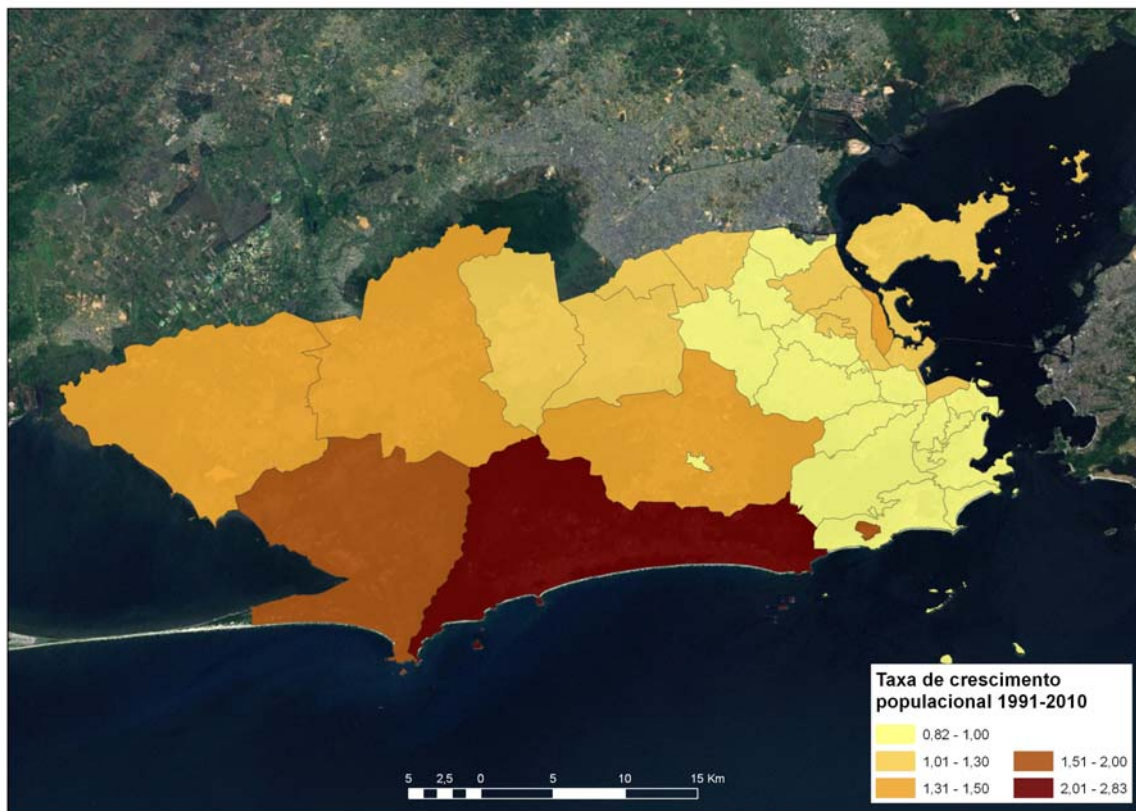 Taxa de crescimento
populacional 1991-2010
0,82 - 1,00
1,01 - 1,30
1,31 - 1,50
1,51 - 2,00
2,01 - 2,83
5 2,5 0 5 10 15 Km